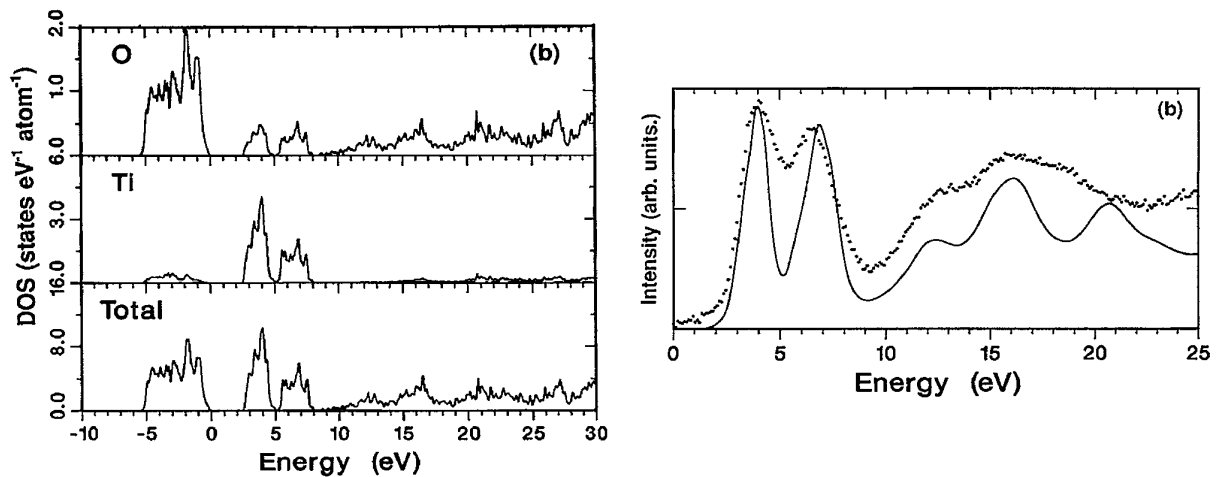 2.0
O
(b)
1.0
6.0
Ti
3.0
16.0
Total
8.0
0.0
DOS (states eV⁻¹ atom⁻¹)
-10 -5 0 5 10 15 20 25 30
Energy (eV)
(b)
Intensity (arb. units.)
0 5 10 15 20 25
Energy (eV)